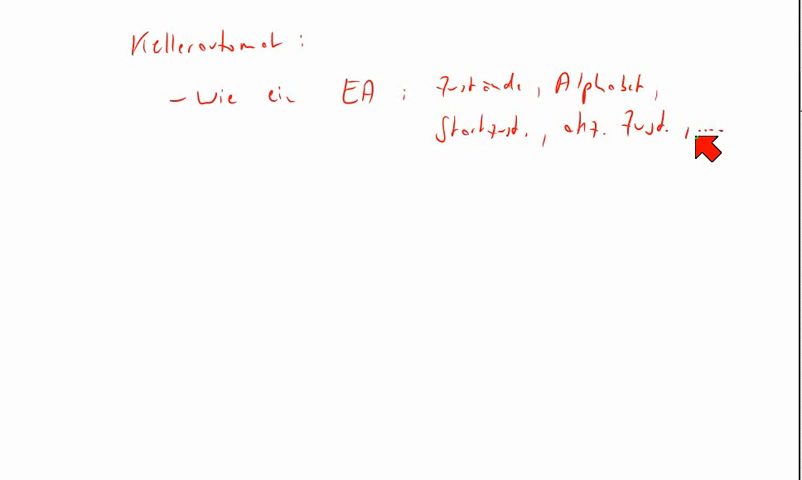 Kellerautomat :
- Wie ein EA : Zustände, Alphabet,
Startzust., akz. Zust., ....